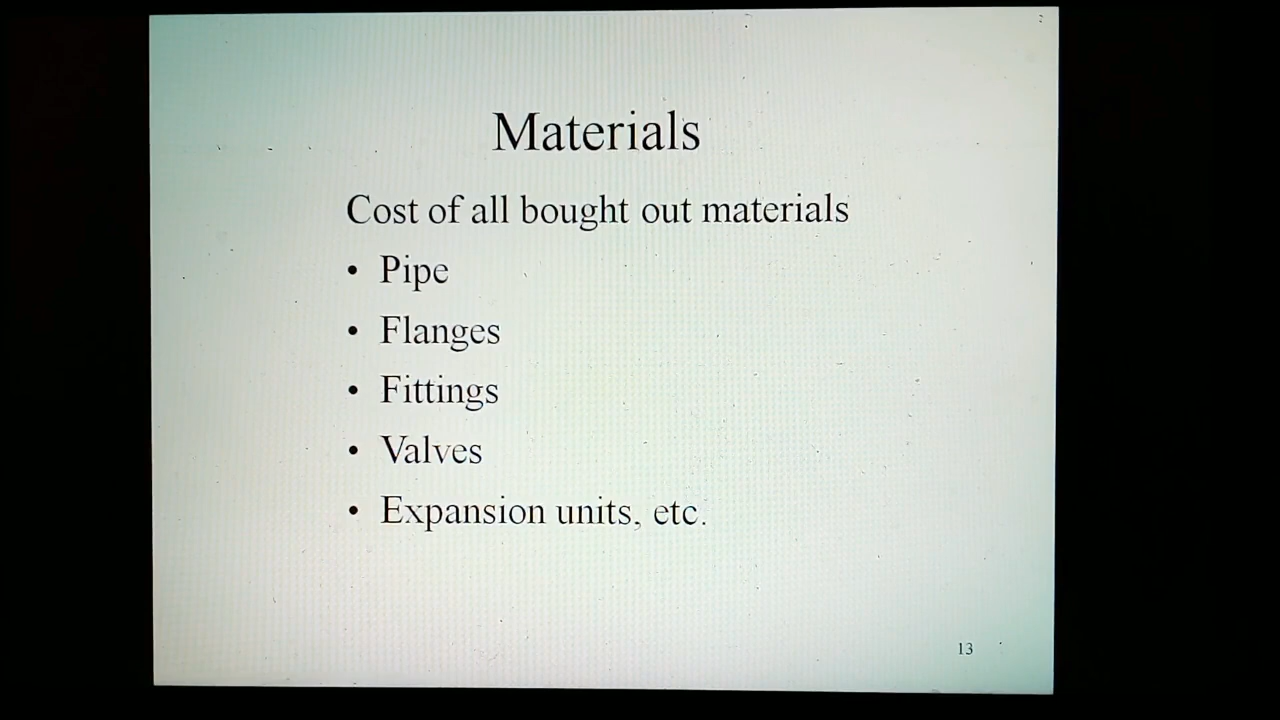 Materials
Cost of all bought out materials
• Pipe
• Flanges
• Fittings
• Valves
• Expansion units, etc.
13